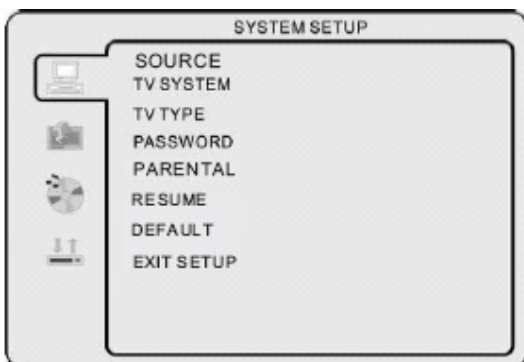 SYSTEM SETUP
SOURCE
TV SYSTEM
TV TYPE
PASSWORD
PARENTAL
RESUME
DEFAULT
EXIT SETUP